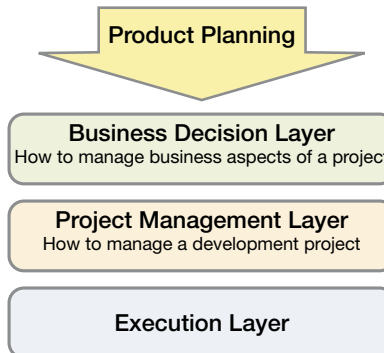 Product Planning
Business Decision Layer
How to manage business aspects of a project
Project Management Layer
How to manage a development project
Execution Layer